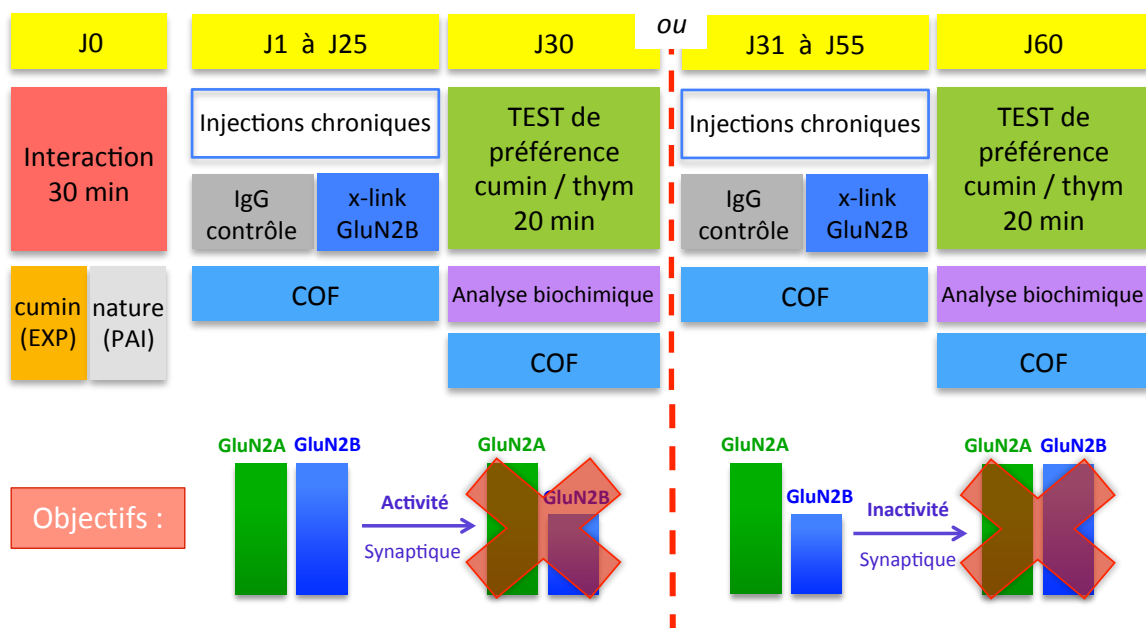 J0
J1 à J25
J30
ou
J31 à J55
J60
Interaction
30 min
Injections chroniques
TEST de
préférence
cumin / thym
20 min
Injections chroniques
TEST de
préférence
cumin / thym
20 min
IgG
contrôle
x-link
GluN2B
IgG
contrôle
x-link
GluN2B
cumin
(EXP)
nature
(PAI)
COF
Analyse biochimique
COF
Analyse biochimique
COF
COF
Objectifs :
GluN2A
GluN2B
Activité
Synaptique
GluN2A
GluN2B
GluN2A
GluN2B
Inactivité
Synaptique
GluN2A
GluN2B